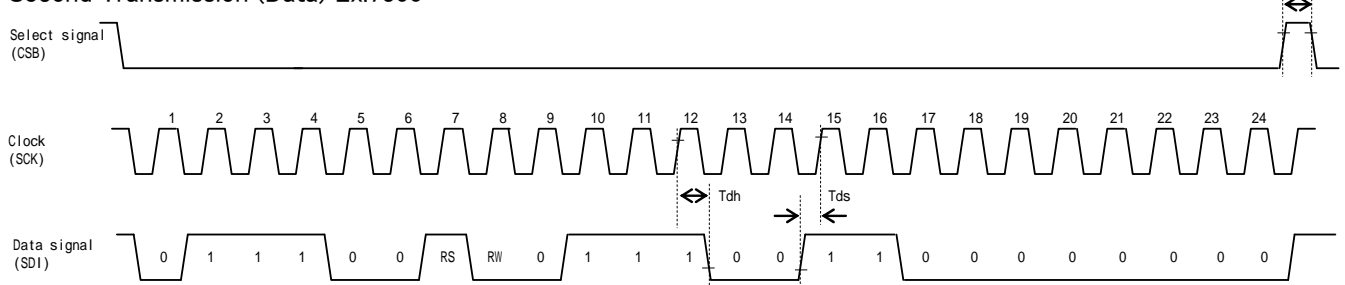 Second Transmission (Data) Ex.7300
Select signal
(CSB)
1 2 3 4 5 6 7 8 9 10 11 12 13 14 15 16 17 18 19 20 21 22 23 24
Clock
(SCK)
Tdh Tds
Data signal
(SDI)
0 1 1 1 0 0 RS RW 0 1 1 1 0 0 1 1 0 0 0 0 0 0 0 0